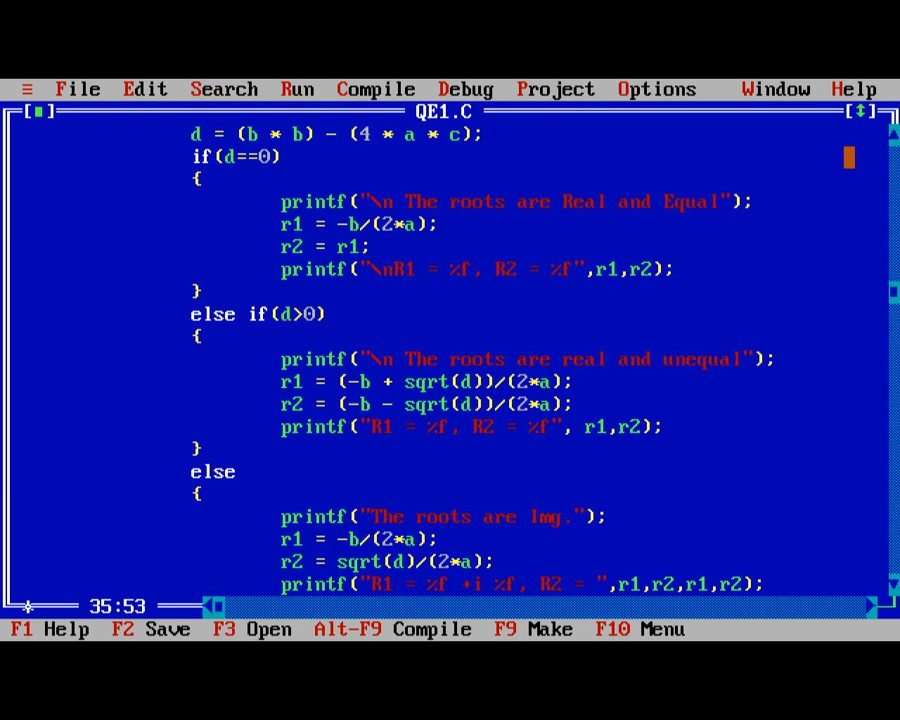 ≡ File Edit Search Run Compile Debug Project Options Window Help
[■] QE1.C [↕]
d = (b * b) - (4 * a * c);
if(d==0)
{
printf("\n The roots are Real and Equal");
r1 = -b/(2*a);
r2 = r1;
printf("\nR1 = %f, R2 = %f",r1,r2);
}
else if(d>0)
{
printf("\n The roots are real and unequal");
r1 = (-b + sqrt(d))/(2*a);
r2 = (-b - sqrt(d))/(2*a);
printf("R1 = %f, R2 = %f", r1,r2);
}
else
{
printf("The roots are Img.");
r1 = -b/(2*a);
r2 = sqrt(d)/(2*a);
printf("R1 = %f +i %f, R2 = ",r1,r2,r1,r2);
35:53
F1 Help F2 Save F3 Open Alt-F9 Compile F9 Make F10 Menu